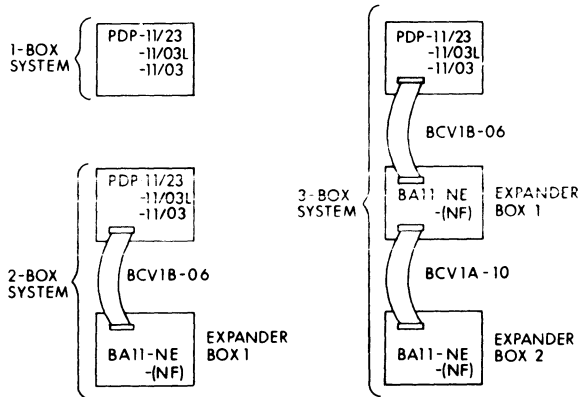 1-BOX
SYSTEM
PDP-11/23
-11/03L
-11/03
2-BOX
SYSTEM
PDP 11/23
-11/03L
-11/03
BCV1B-06
BA11-NE
-(NF)
EXPANDER
BOX 1
3-BOX
SYSTEM
PDP-11/23
-11/03L
-11/03
BCV1B-06
BA11 NE
-(NF)
EXPANDER
BOX 1
BCV1A-10
BA11-NE
-(NF)
EXPANDER
BOX 2